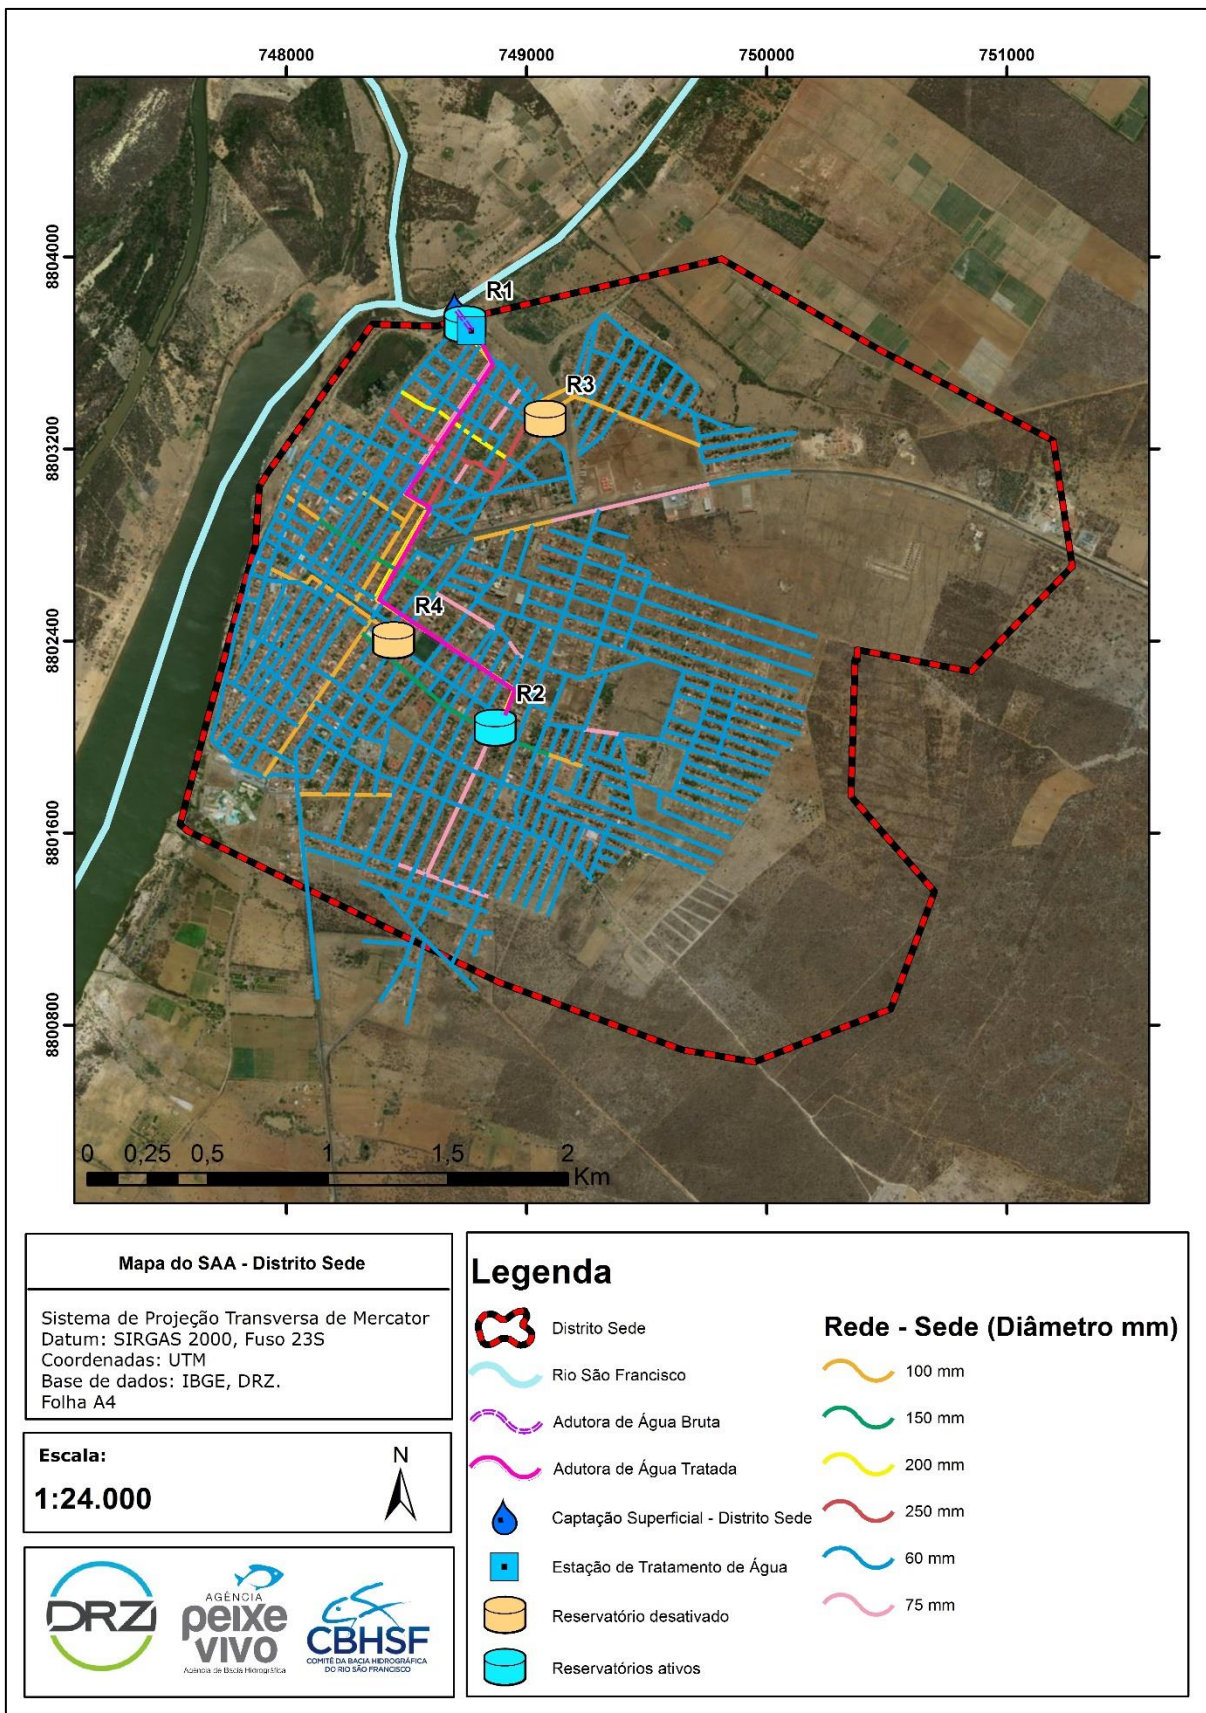 748000
749000
750000
751000
8804000
8803200
8802400
8801600
8800800
R1
R3
R4
R2
0 0,25 0,5 1 1,5 2
Km
Mapa do SAA - Distrito Sede
Sistema de Projeção Transversa de Mercator
Datum: SIRGAS 2000, Fuso 23S
Coordenadas: UTM
Base de dados: IBGE, DRZ.
Folha A4
Escala:
1:24.000
N
DRZ
AGÊNCIA
peixe
vivo
Agência de Bacia Hidrográfica
CBHSF
COMITÊ DA BACIA HIDROGRÁFICA
DO RIO SÃO FRANCISCO
Legenda
Distrito Sede
Rio São Francisco
Adutora de Água Bruta
Adutora de Água Tratada
Captação Superficial - Distrito Sede
Estação de Tratamento de Água
Reservatório desativado
Reservatórios ativos
Rede - Sede (Diâmetro mm)
100 mm
150 mm
200 mm
250 mm
60 mm
75 mm